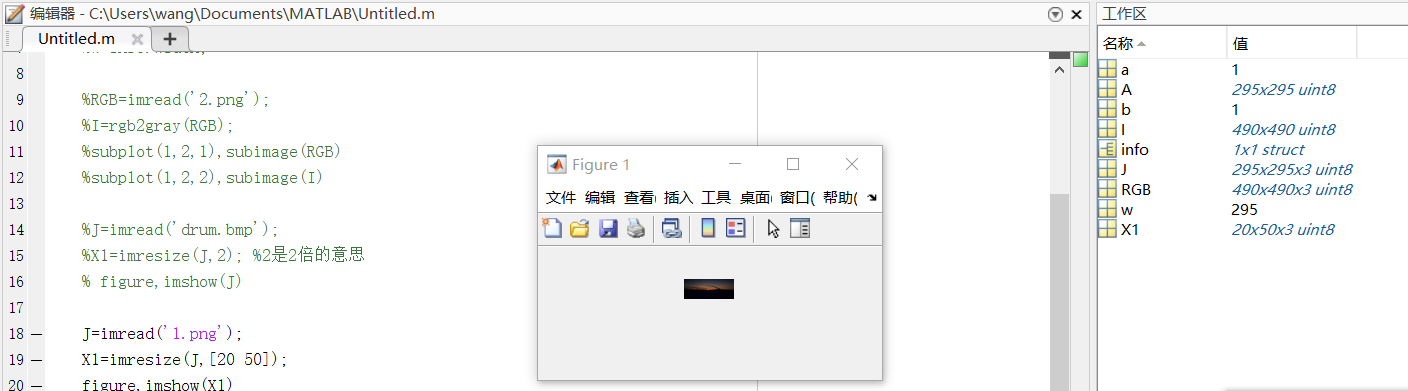 编辑器 - C:\Users\wang\Documents\MATLAB\Untitled.m
Untitled.m
8
9 %RGB=imread('2.png');
10 %I=rgb2gray(RGB);
11 %subplot(1,2,1),subimage(RGB)
12 %subplot(1,2,2),subimage(I)
13
14 %J=imread('drum.bmp');
15 %X1=imresize(J,2); %2是2倍的意思
16 % figure,imshow(J)
17
18 — J=imread('1.png');
19 — X1=imresize(J,[20 50]);
20 — figure,imshow(X1)
Figure 1
文件 编辑 查看( 插入 工具 桌面( 窗口( 帮助(
工作区
名称 值
a 1
A 295x295 uint8
b 1
I 490x490 uint8
info 1x1 struct
J 295x295x3 uint8
RGB 490x490x3 uint8
w 295
X1 20x50x3 uint8